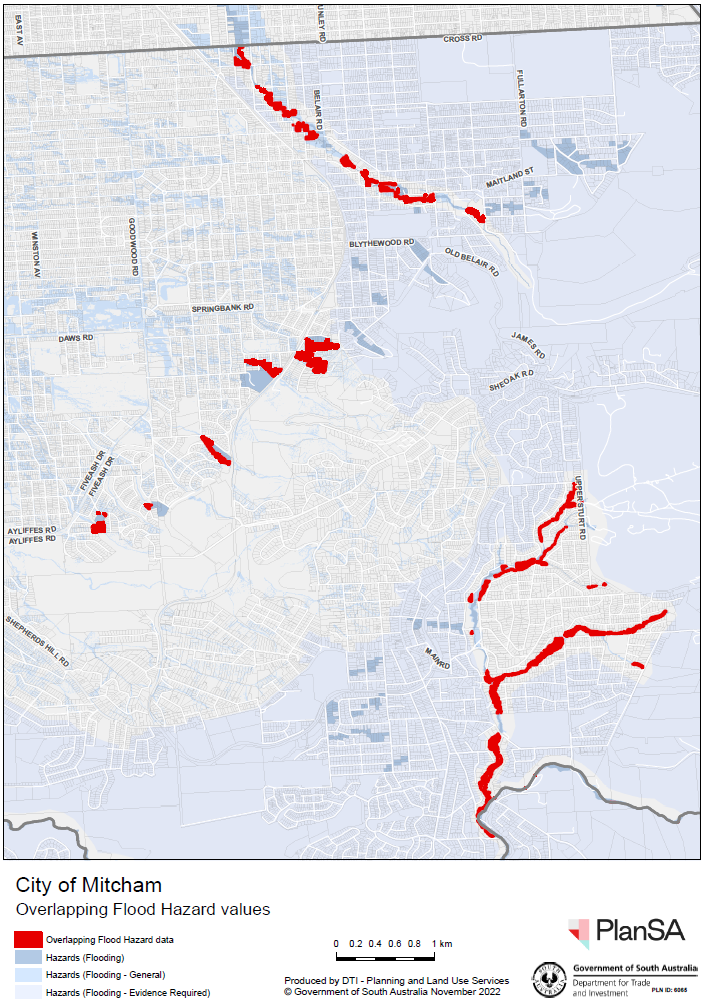 EAST AV
UNLEY RD
CROSS RD
BELAIR RD
FULLARTON RD
MAITLAND ST
WINSTON AV
GOODWOOD RD
BLYTHEWOOD RD
OLD BELAIR RD
SPRINGBANK RD
DAWS RD
JAMES RD
SHEOAK RD
FIVEASH DR
FIVEASH DR
UPPER STURT RD
AYLIFFES RD
AYLIFFES RD
SHEPHERDS HILL RD
MAIN RD
City of Mitcham
Overlapping Flood Hazard values
Overlapping Flood Hazard data
Hazards (Flooding)
Hazards (Flooding - General)
Hazards (Flooding - Evidence Required)
0 0.2 0.4 0.6 0.8 1 km
Produced by DTI - Planning and Land Use Services
© Government of South Australia November 2022
PlanSA
Government of South Australia
Department for Trade
and Investment
PLN ID: 6065